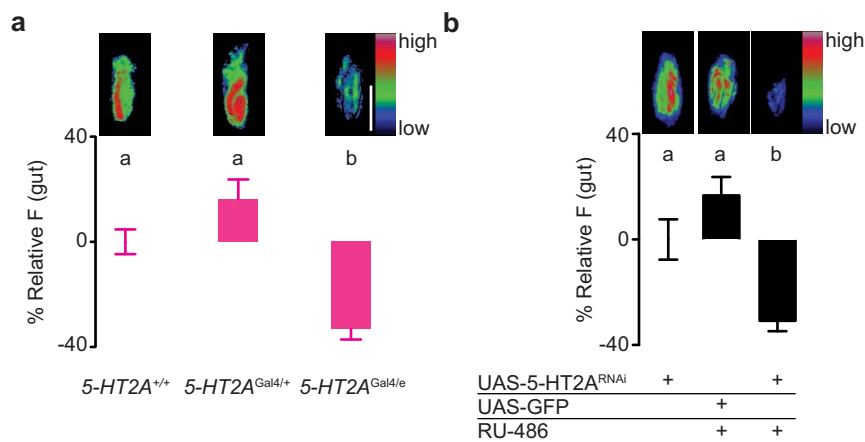 a
high
low
40
0
-40
% Relative F (gut)
a
a
b
5-HT2A+/+
5-HT2AGal4/+
5-HT2AGal4/e
b
high
low
40
0
-40
% Relative F (gut)
a
a
b
UAS-5-HT2ARNAi + +
UAS-GFP +
RU-486 + +